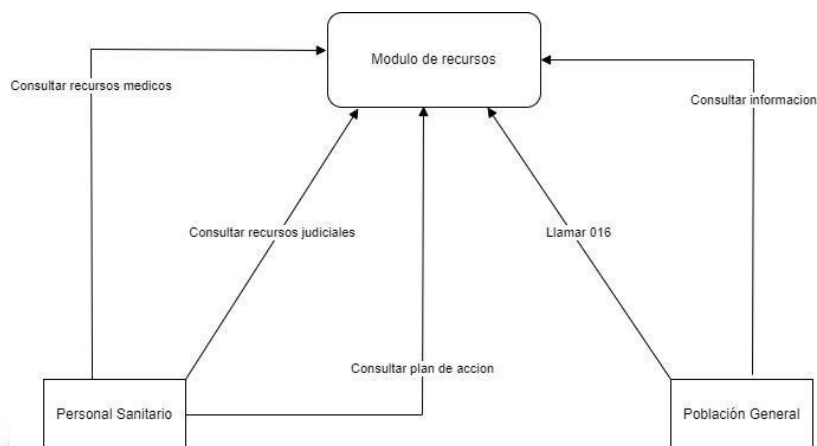 Modulo de recursos
Consultar recursos medicos
Consultar informacion
Consultar recursos judiciales
Llamar 016
Consultar plan de accion
Personal Sanitario
Población General